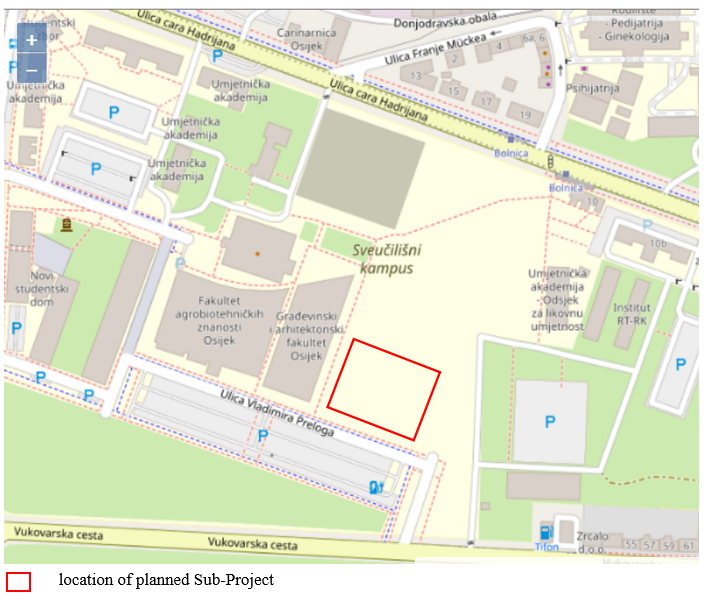 Ulica cara Hadrijana
Donjodravska obala
Rodilište
- Pedijatrija
- Ginekologija
studentski
Carinarnica
Osijek
6a, 6
4
2
Ulica Franje Mückea
13
15
17
19
+
−
P
P
Umjetnička
akademija
Umjetnička
akademija
Ulica cara Hadrijana
Psihijatrija
P
Umjetnička
akademija
Bolnica
P
Umjetnička
akademija
Bolnica
10
P
10b
Sveučilišni
kampus
P
Novi
studentski
dom
Umjetnička
akademija
Odsjek
za likovnu
umjetnost
Fakultet
agrobiotehničkih
znanosti
Osijek
Građevinski
i arhitektonski
fakultet
Osijek
Institut
RT-RK
P
P
P
P
Ulica Vladimira Preloga
P
P
Vukovarska cesta
Vukovarska cesta
Tifon
Zrcalo
d.o.o.
55
57
59
61
location of planned Sub-Project